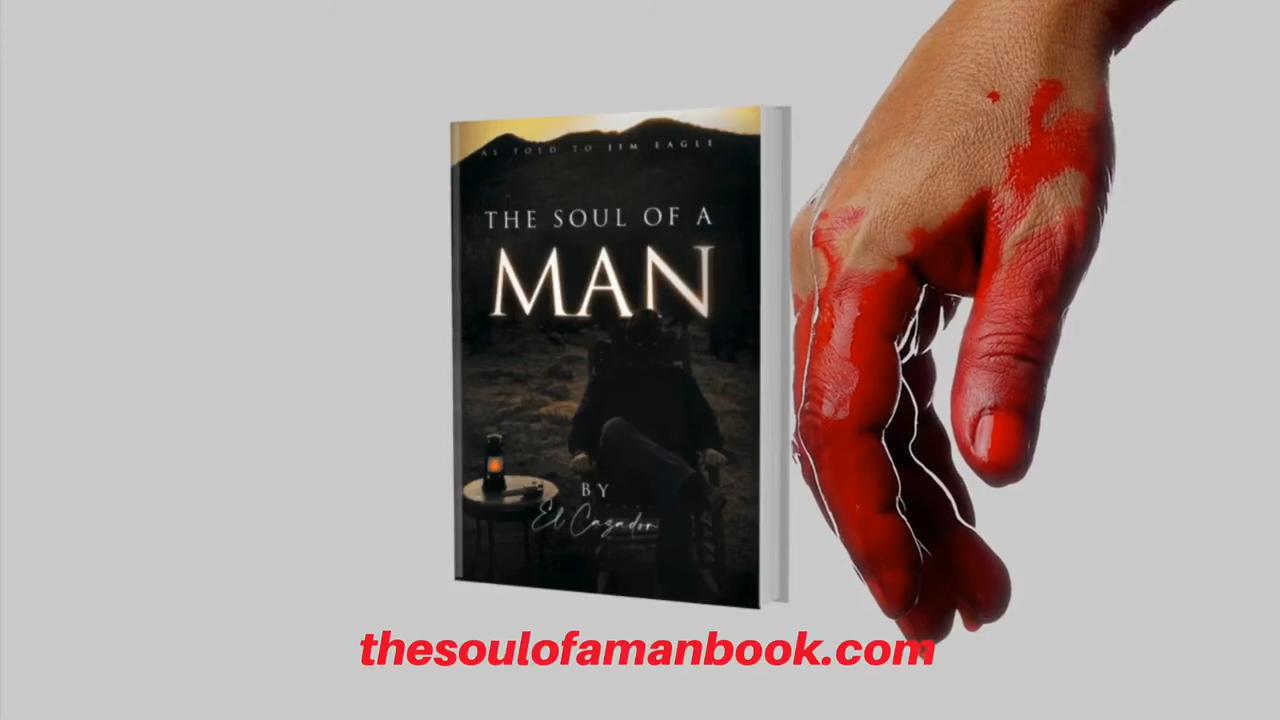 AS TOLD TO JIM EAGLE
THE SOUL OF A
MAN
BY
El Cazador
thesoulofamanbook.com